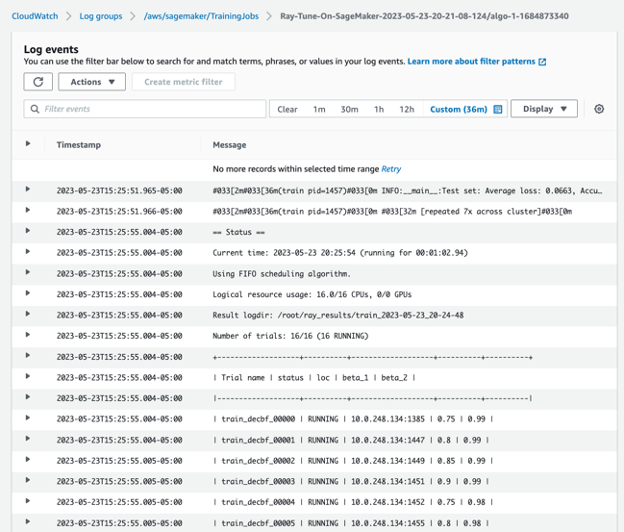 CloudWatch > Log groups > /aws/sagemaker/TrainingJobs > Ray-Tune-On-SageMaker-2023-05-23-20-21-08-124/algo-1-1684873340
Log events
You can use the filter bar below to search for and match terms, phrases, or values in your log events. Learn more about filter patterns
Actions Create metric filter
Filter events Clear 1m 30m 1h 12h Custom (36m) Display
Timestamp Message
No more records within selected time range Retry
2023-05-23T15:25:51.965-05:00 #033[2m#033[36m(train pid=1457)#033[0m INFO:__main__:Test set: Average loss: 0.0663, Accu…
2023-05-23T15:25:51.966-05:00 #033[2m#033[36m(train pid=1457)#033[0m #033[32m [repeated 7x across cluster]#033[0m
2023-05-23T15:25:55.004-05:00 == Status ==
2023-05-23T15:25:55.004-05:00 Current time: 2023-05-23 20:25:54 (running for 00:01:02.94)
2023-05-23T15:25:55.004-05:00 Using FIFO scheduling algorithm.
2023-05-23T15:25:55.004-05:00 Logical resource usage: 16.0/16 CPUs, 0/0 GPUs
2023-05-23T15:25:55.004-05:00 Result logdir: /root/ray_results/train_2023-05-23_20-24-48
2023-05-23T15:25:55.004-05:00 Number of trials: 16/16 (16 RUNNING)
2023-05-23T15:25:55.004-05:00 +-------------------+----------+-------------------+----------+----------+
2023-05-23T15:25:55.004-05:00 | Trial name | status | loc | beta_1 | beta_2 |
2023-05-23T15:25:55.004-05:00 |-------------------+----------+-------------------+----------+----------|
2023-05-23T15:25:55.004-05:00 | train_decbf_00000 | RUNNING | 10.0.248.134:1385 | 0.75 | 0.99 |
2023-05-23T15:25:55.004-05:00 | train_decbf_00001 | RUNNING | 10.0.248.134:1447 | 0.8 | 0.99 |
2023-05-23T15:25:55.005-05:00 | train_decbf_00002 | RUNNING | 10.0.248.134:1449 | 0.85 | 0.99 |
2023-05-23T15:25:55.005-05:00 | train_decbf_00003 | RUNNING | 10.0.248.134:1451 | 0.9 | 0.99 |
2023-05-23T15:25:55.005-05:00 | train_decbf_00004 | RUNNING | 10.0.248.134:1452 | 0.75 | 0.98 |
2023-05-23T15:25:55.005-05:00 | train_decbf_00005 | RUNNING | 10.0.248.134:1455 | 0.8 | 0.98 |